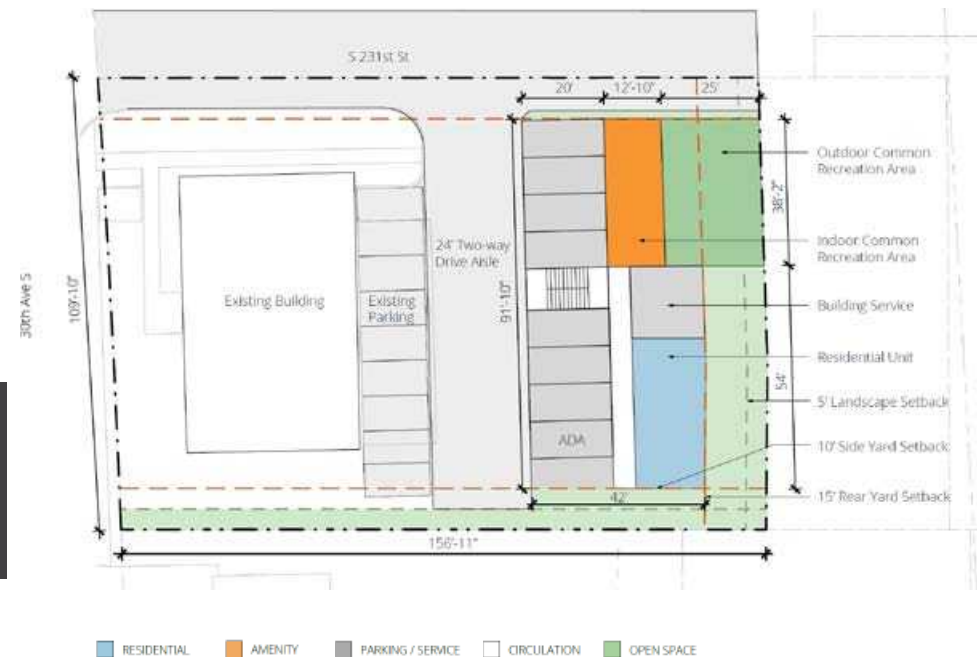 S 231st St
20'
12'-10"
25'
Outdoor Common
Recreation Area
38'-2"
Indoor Common
Recreation Area
24' Two-way
Drive Aisle
30th Ave S
109'-10"
Existing Building
Existing
Parking
91'-10"
Building Service
Residential Unit
54'
5' Landscape Setback
ADA
10' Side Yard Setback
42'
15' Rear Yard Setback
156'-11"
RESIDENTIAL
AMENITY
PARKING / SERVICE
CIRCULATION
OPEN SPACE